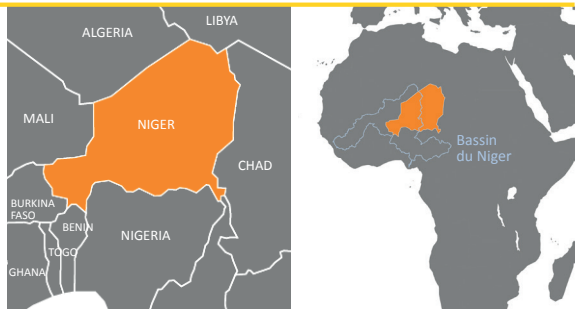 ALGERIA
LIBYA
MALI
NIGER
CHAD
BURKINA
FASO
BENIN
TOGO
GHANA
NIGERIA
Bassin
du Niger